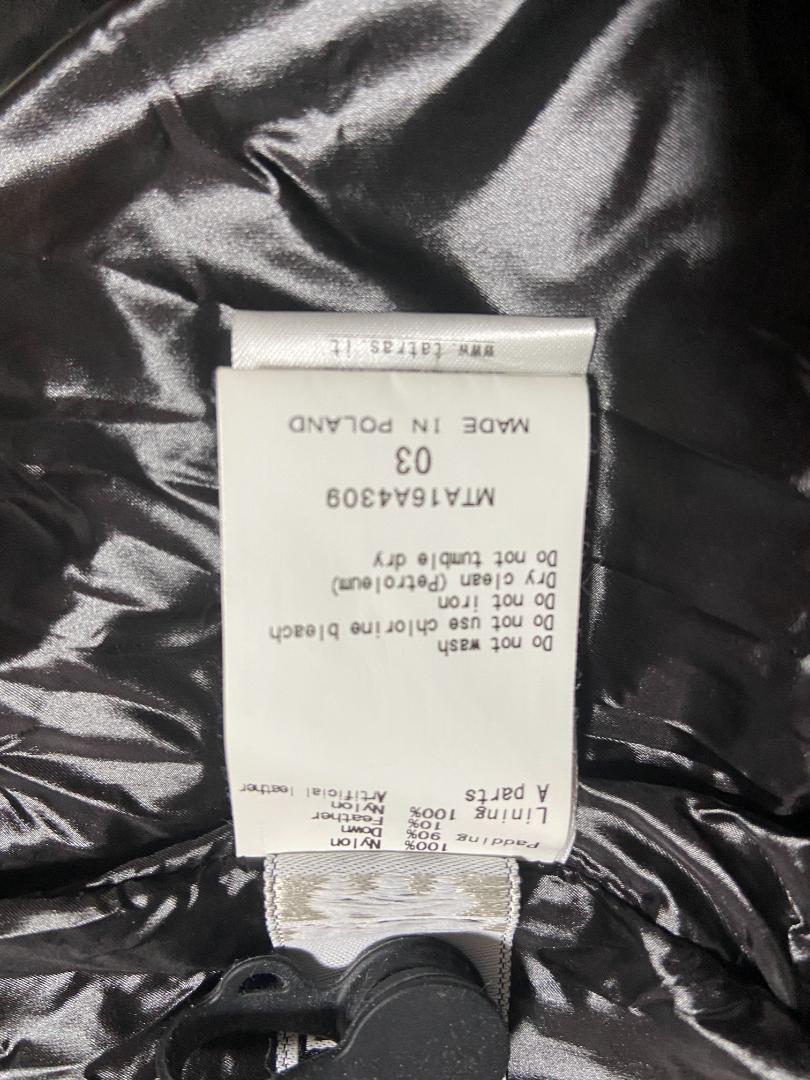 100% Nylon
Padding 90% Down
10% Feather
Lining 100% Nylon
A parts Artificial leather
Do not wash
Do not use chlorine bleach
Do not iron
Dry clean (Petroleum)
Do not tumble dry
MTA16A4309
03
MADE IN POLAND
www.tatras.it